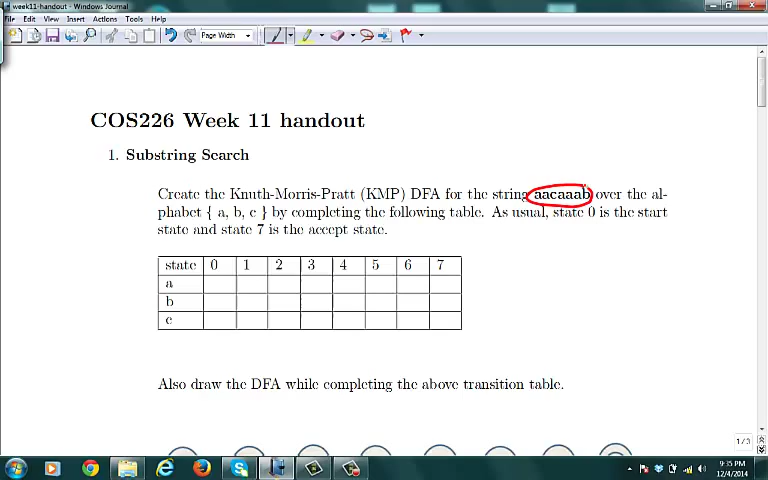 week11-handout - Windows Journal
File Edit View Insert Actions Tools Help
Page Width
COS226 Week 11 handout
1. Substring Search
Create the Knuth-Morris-Pratt (KMP) DFA for the string aacaaab over the al-
phabet { a, b, c } by completing the following table. As usual, state 0 is the start
state and state 7 is the accept state.
state 0 1 2 3 4 5 6 7
a
b
c
Also draw the DFA while completing the above transition table.
1/3
9:35 PM
12/4/2014